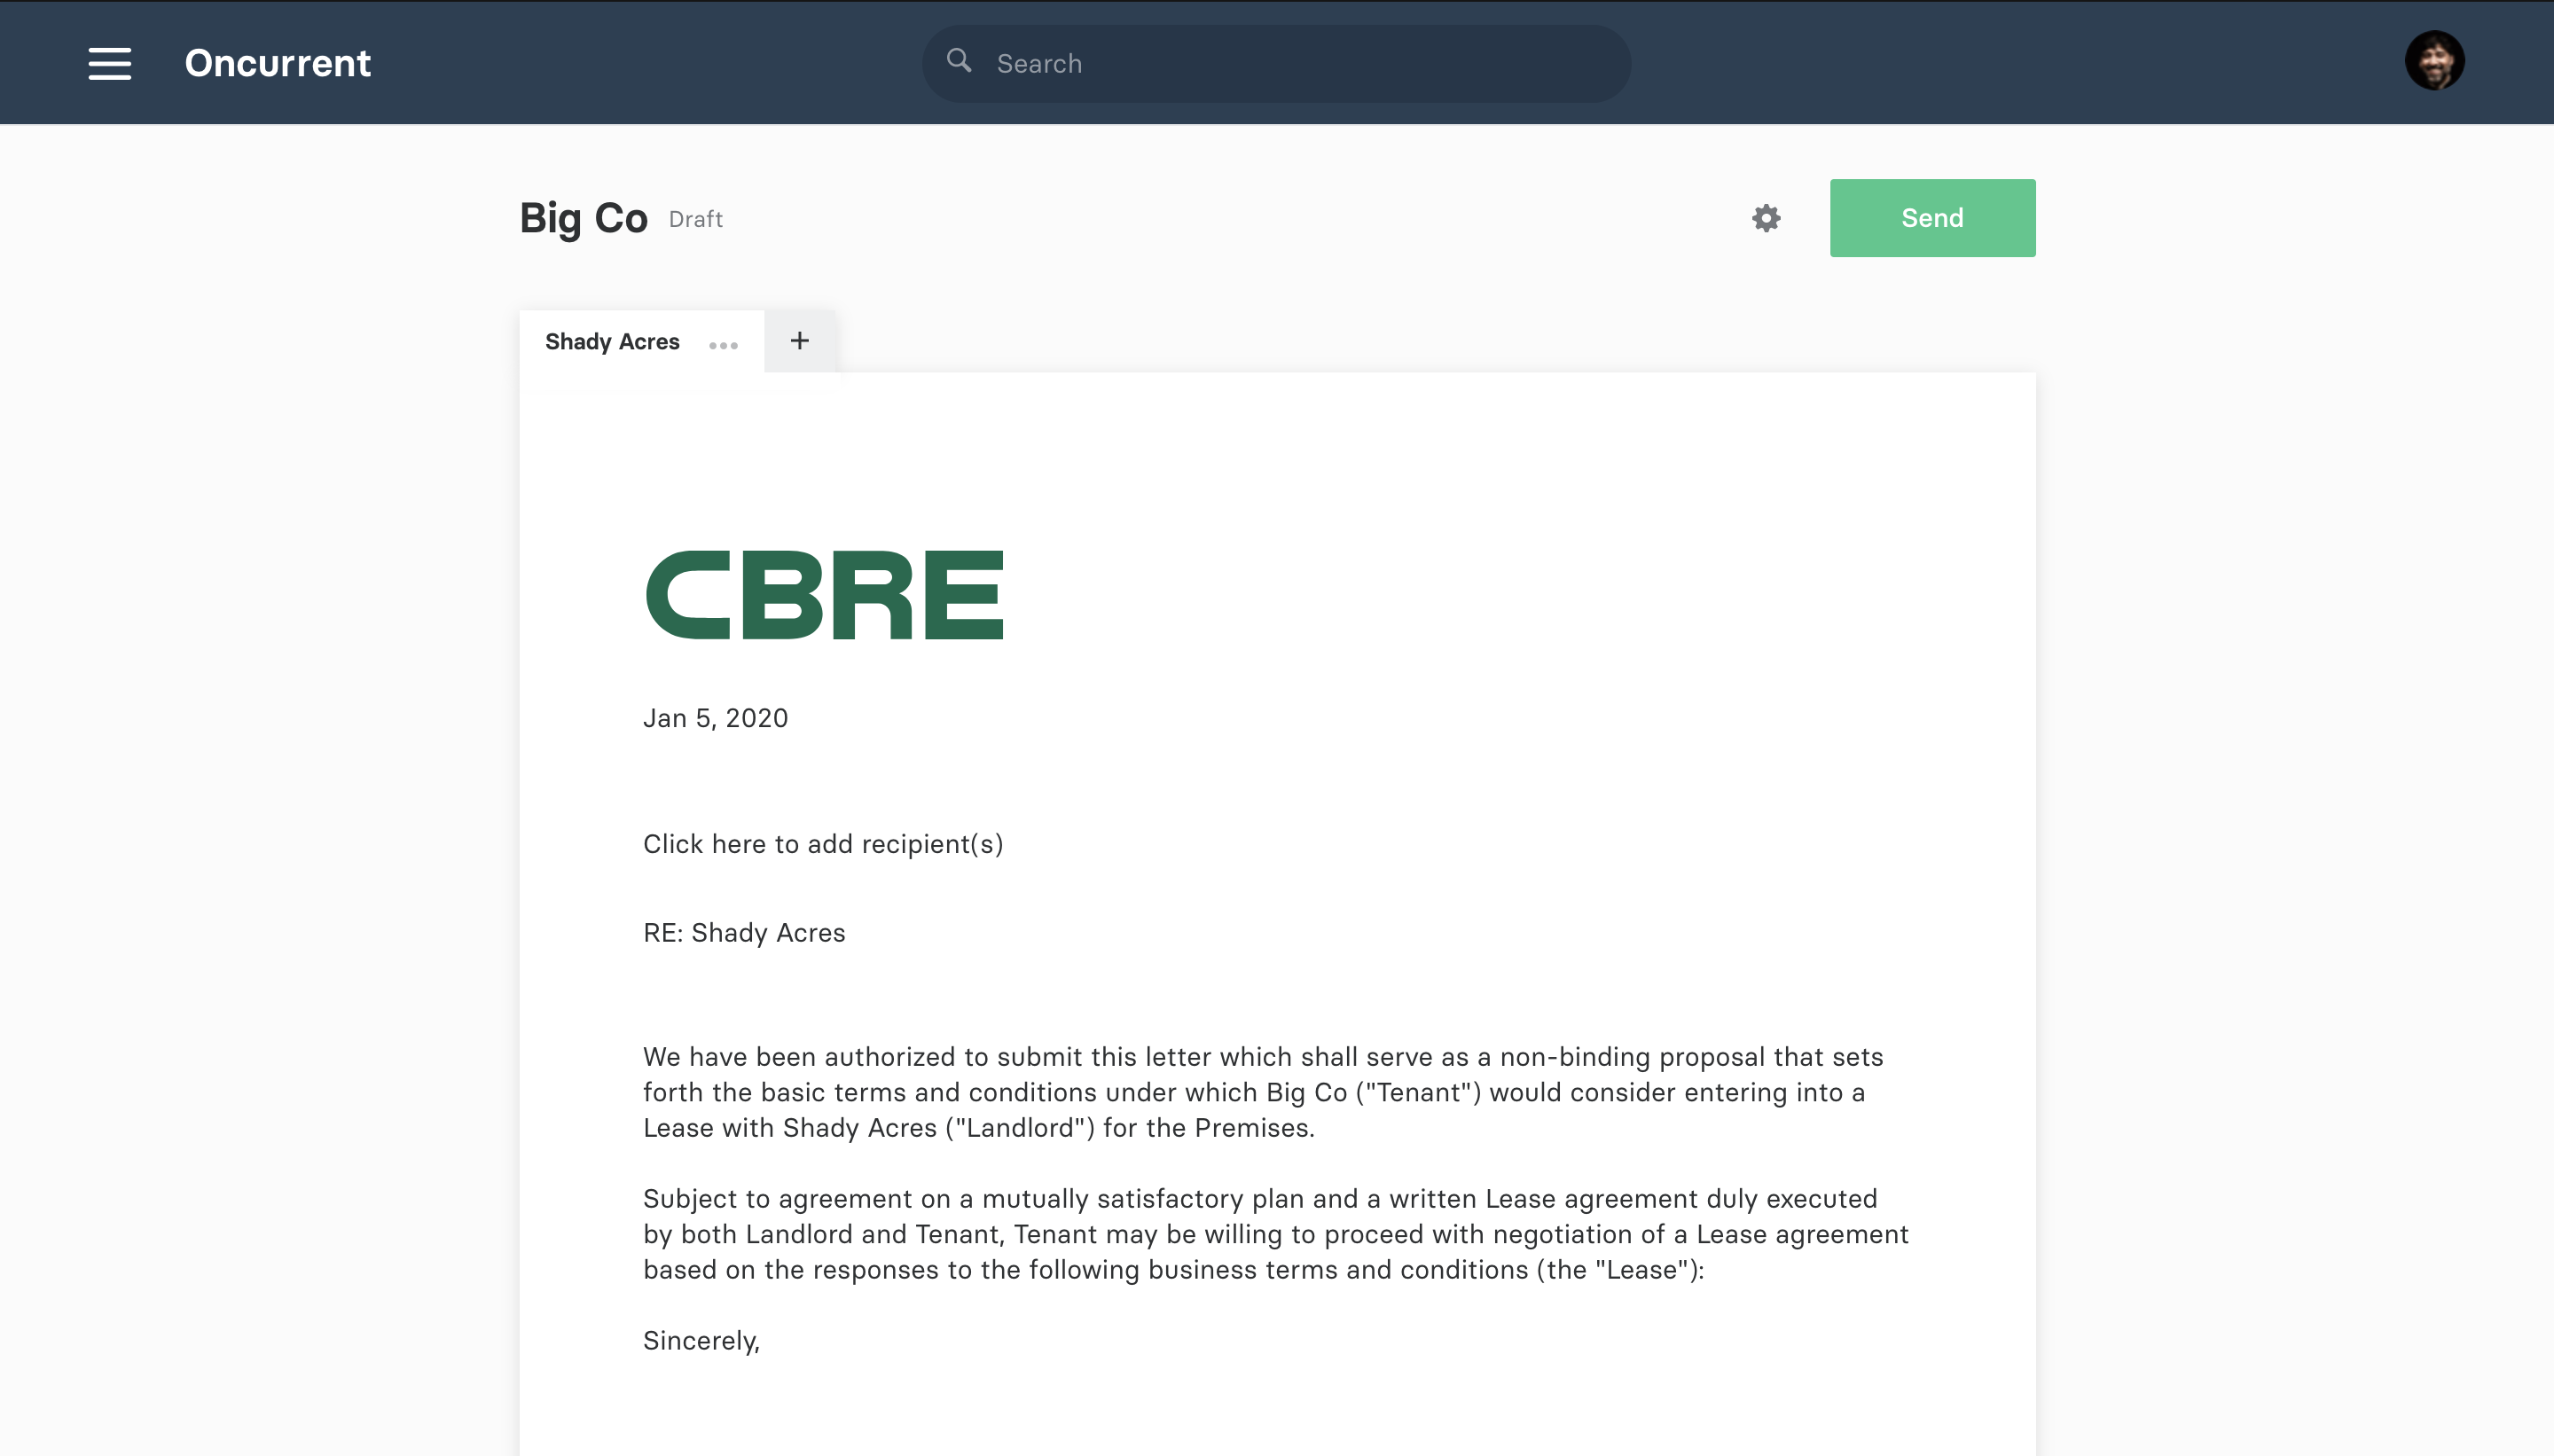 Oncurrent
Search
Big Co
Draft
Send
Shady Acres
+
CBRE
Jan 5, 2020
Click here to add recipient(s)
RE: Shady Acres
We have been authorized to submit this letter which shall serve as a non-binding proposal that sets
forth the basic terms and conditions under which Big Co ("Tenant") would consider entering into a
Lease with Shady Acres ("Landlord") for the Premises.
Subject to agreement on a mutually satisfactory plan and a written Lease agreement duly executed
by both Landlord and Tenant, Tenant may be willing to proceed with negotiation of a Lease agreement
based on the responses to the following business terms and conditions (the "Lease"):
Sincerely,